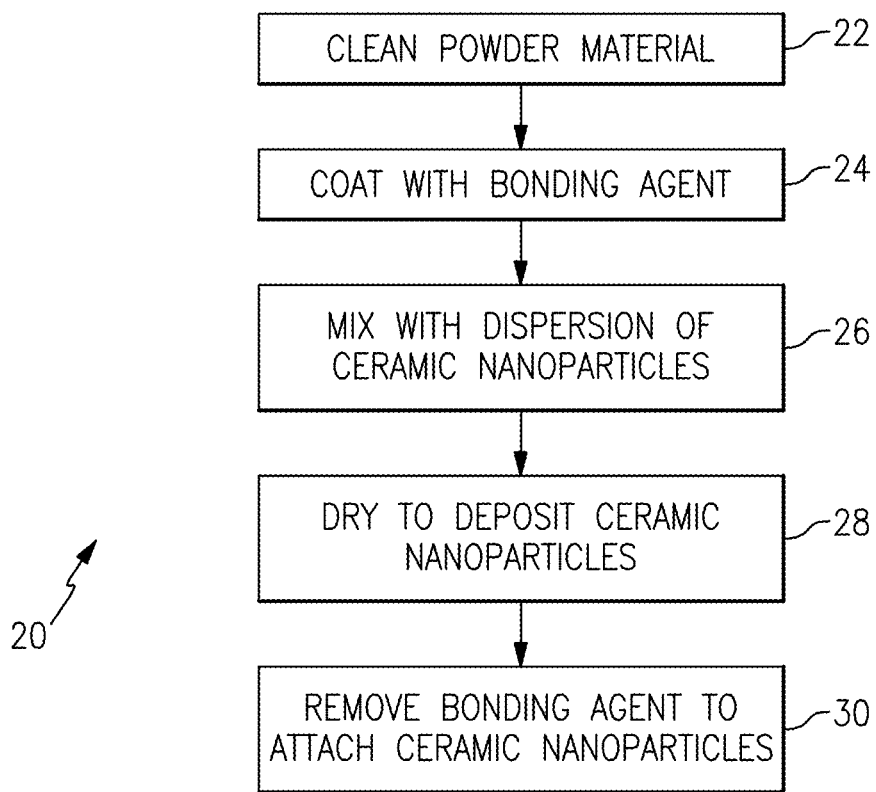 CLEAN POWDER MATERIAL
22
COAT WITH BONDING AGENT
24
MIX WITH DISPERSION OF
CERAMIC NANOPARTICLES
26
DRY TO DEPOSIT CERAMIC
NANOPARTICLES
28
20
REMOVE BONDING AGENT TO
ATTACH CERAMIC NANOPARTICLES
30